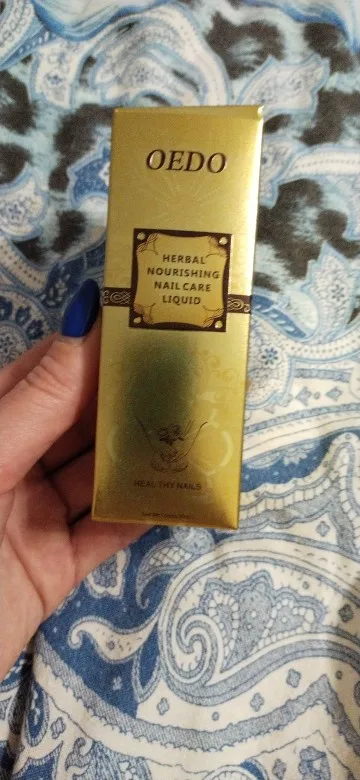 OEDO
HERBAL
NOURISHING
NAIL CARE
LIQUID
HEALTHY NAILS